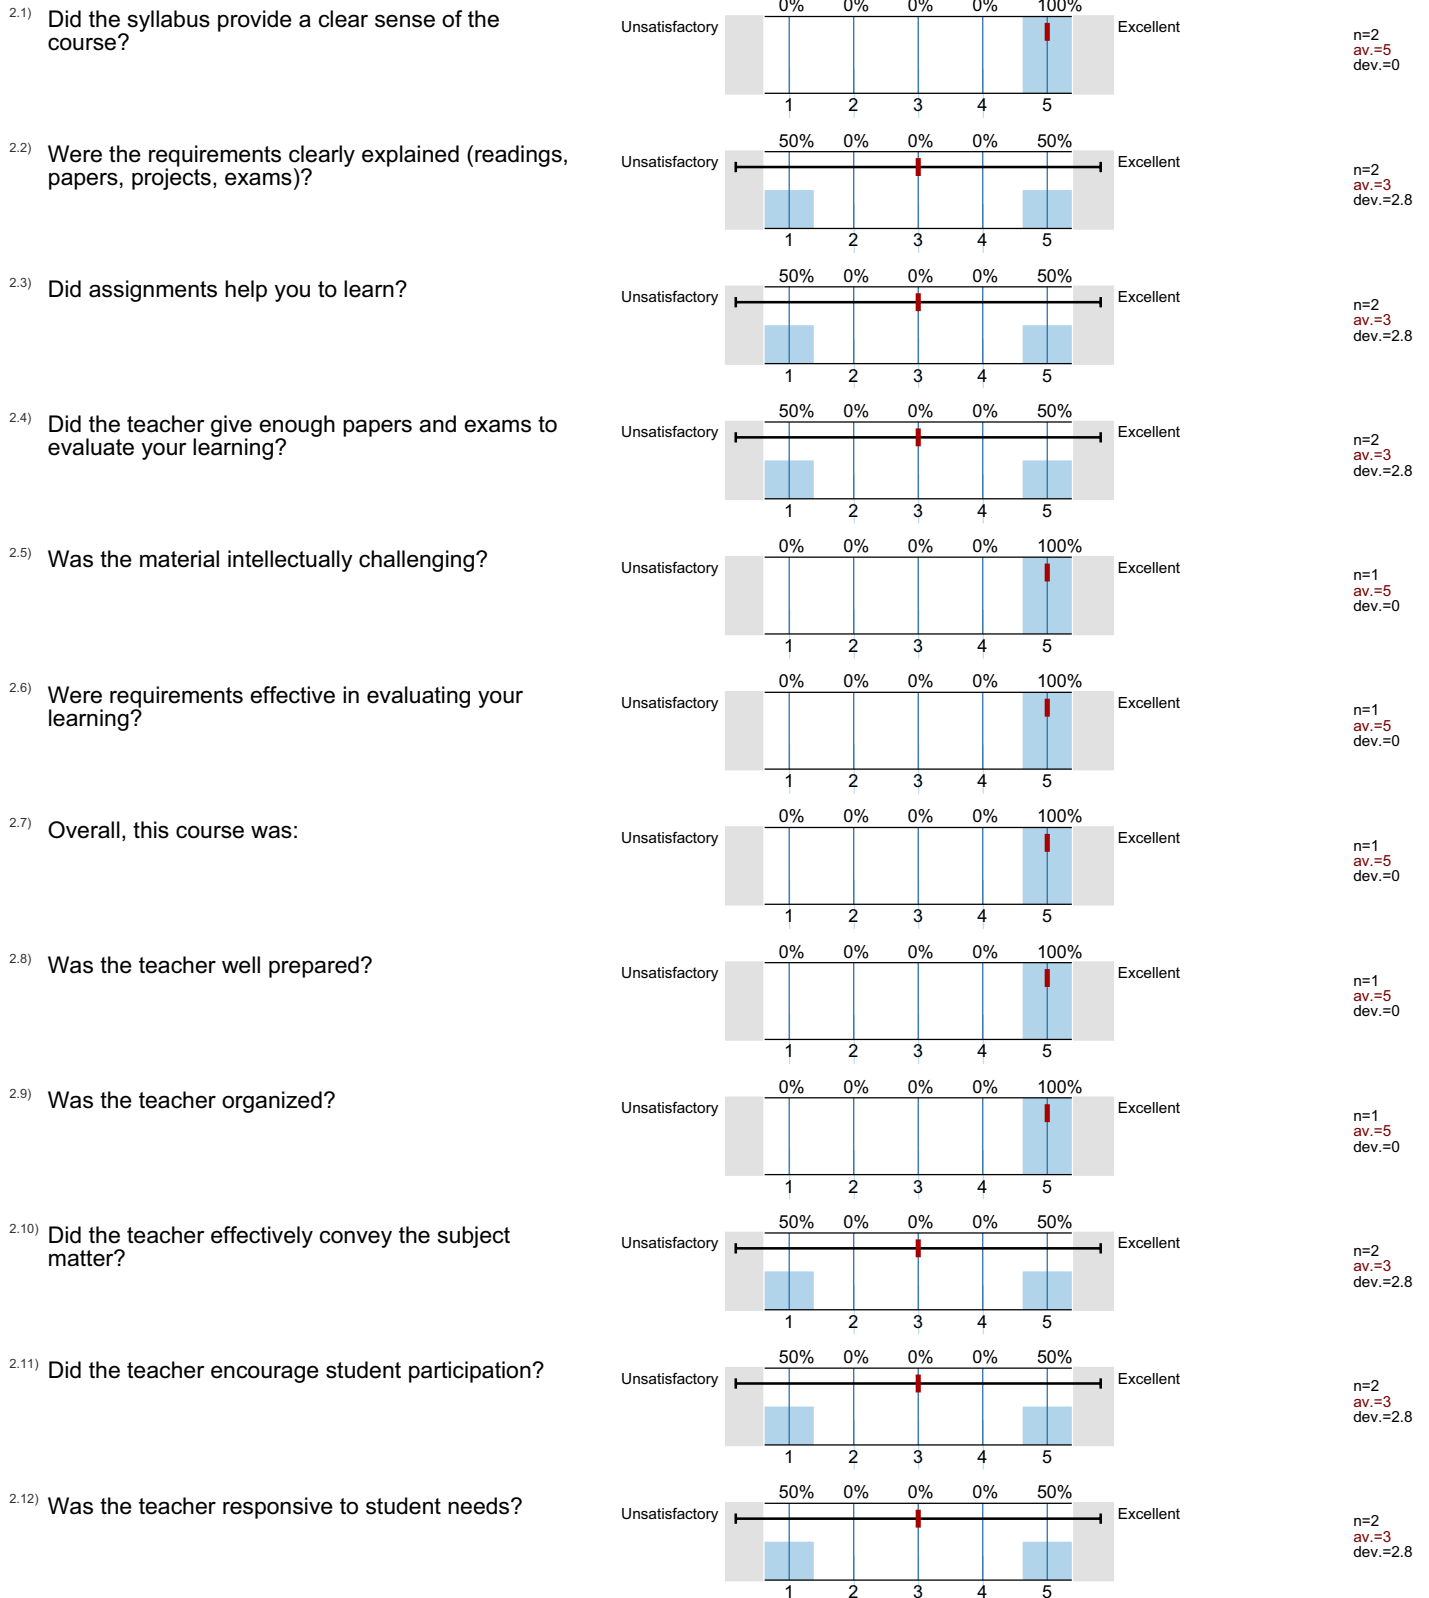 2.1) Did the syllabus provide a clear sense of the
course?
Unsatisfactory 0% 0% 0% 0% 100% Excellent
n=2
av.=5
dev.=0
1 2 3 4 5
2.2) Were the requirements clearly explained (readings,
papers, projects, exams)?
Unsatisfactory 50% 0% 0% 0% 50% Excellent
n=2
av.=3
dev.=2.8
1 2 3 4 5
2.3) Did assignments help you to learn?
Unsatisfactory 50% 0% 0% 0% 50% Excellent
n=2
av.=3
dev.=2.8
1 2 3 4 5
2.4) Did the teacher give enough papers and exams to
evaluate your learning?
Unsatisfactory 50% 0% 0% 0% 50% Excellent
n=2
av.=3
dev.=2.8
1 2 3 4 5
2.5) Was the material intellectually challenging?
Unsatisfactory 0% 0% 0% 0% 100% Excellent
n=1
av.=5
dev.=0
1 2 3 4 5
2.6) Were requirements effective in evaluating your
learning?
Unsatisfactory 0% 0% 0% 0% 100% Excellent
n=1
av.=5
dev.=0
1 2 3 4 5
2.7) Overall, this course was:
Unsatisfactory 0% 0% 0% 0% 100% Excellent
n=1
av.=5
dev.=0
1 2 3 4 5
2.8) Was the teacher well prepared?
Unsatisfactory 0% 0% 0% 0% 100% Excellent
n=1
av.=5
dev.=0
1 2 3 4 5
2.9) Was the teacher organized?
Unsatisfactory 0% 0% 0% 0% 100% Excellent
n=1
av.=5
dev.=0
1 2 3 4 5
2.10) Did the teacher effectively convey the subject
matter?
Unsatisfactory 50% 0% 0% 0% 50% Excellent
n=2
av.=3
dev.=2.8
1 2 3 4 5
2.11) Did the teacher encourage student participation?
Unsatisfactory 50% 0% 0% 0% 50% Excellent
n=2
av.=3
dev.=2.8
1 2 3 4 5
2.12) Was the teacher responsive to student needs?
Unsatisfactory 50% 0% 0% 0% 50% Excellent
n=2
av.=3
dev.=2.8
1 2 3 4 5